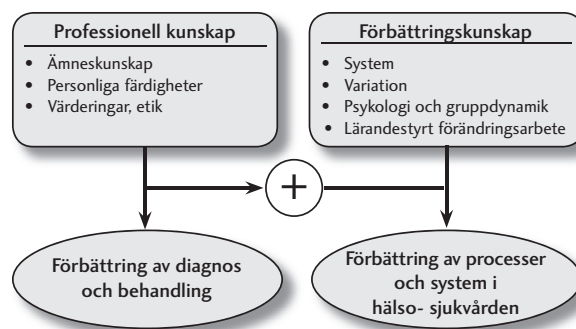 Professionell kunskap
• Ämneskunskap
• Personliga färdigheter
• Värderingar, etik
Förbättringskunskap
• System
• Variation
• Psykologi och gruppdynamik
• Lärandestyrt förändringsarbete
+
Förbättring av diagnos
och behandling
Förbättring av processer
och system i
hälso- sjukvården